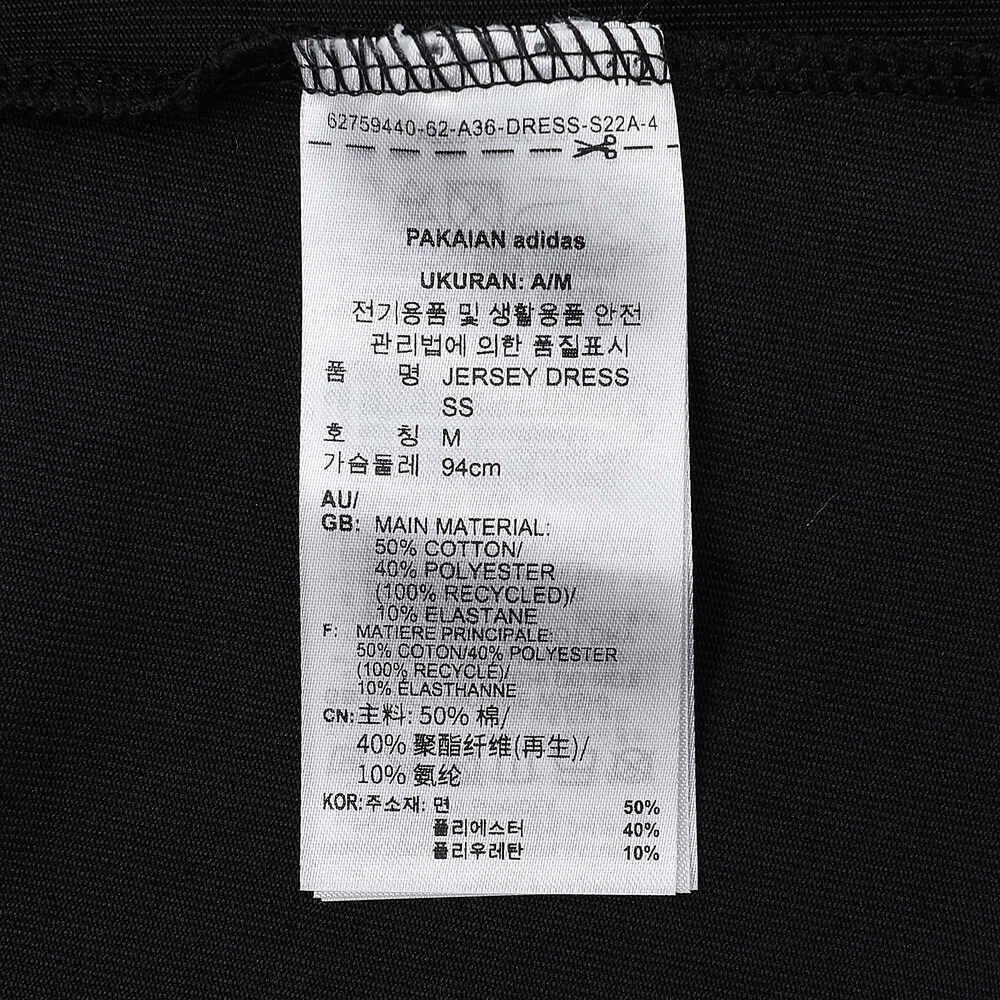 62759440-62-A36-DRESS-S22A-4
PAKAIAN adidas
UKURAN: A/M
전기용품 및 생활용품 안전
관리법에 의한 품질표시
품 명 JERSEY DRESS
SS
호 칭 M
가슴둘레 94cm
AU/
GB: MAIN MATERIAL:
50% COTTON/
40% POLYESTER
(100% RECYCLED)/
10% ELASTANE
F: MATIÈRE PRINCIPALE:
50% COTON/40% POLYESTER
(100% RECYCLÉ)/
10% ÉLASTHANNE
CN: 主料: 50% 棉/
40% 聚酯纤维(再生)/
10% 氨纶
KOR: 주소재: 면 50%
폴리에스터 40%
폴리우레탄 10%